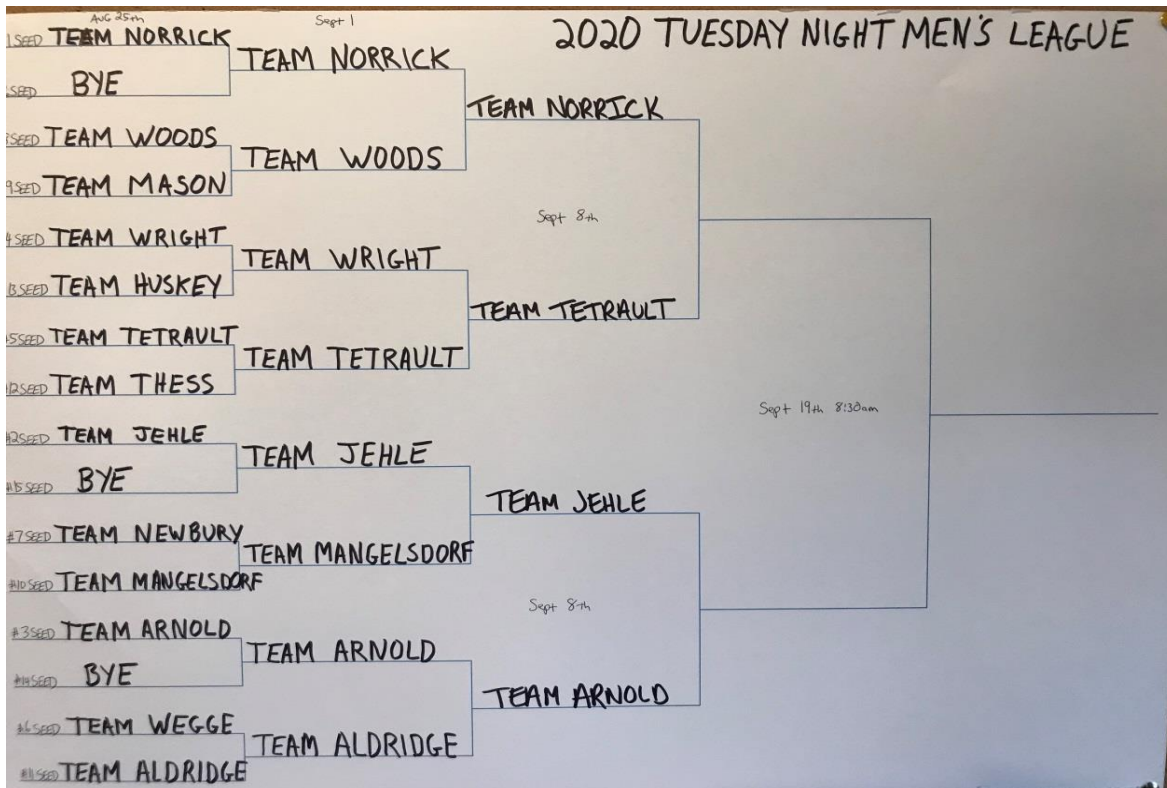 2020 TUESDAY NIGHT MEN'S LEAGUE
AUG 25th
Sept 1
1 SEED TEAM NORRICK
TEAM NORRICK
SEED BYE
TEAM NORRICK
SEED TEAM WOODS
TEAM WOODS
9 SEED TEAM MASON
Sept 8th
4 SEED TEAM WRIGHT
TEAM WRIGHT
13 SEED TEAM HUSKEY
TEAM TETRAULT
#5 SEED TEAM TETRAULT
TEAM TETRAULT
#12 SEED TEAM THESS
Sept 19th 8:30am
#2 SEED TEAM JEHLE
TEAM JEHLE
#15 SEED BYE
TEAM JEHLE
#7 SEED TEAM NEWBURY
TEAM MANGELSDORF
#10 SEED TEAM MANGELSDORF
Sept 8th
#3 SEED TEAM ARNOLD
TEAM ARNOLD
#14 SEED BYE
TEAM ARNOLD
#6 SEED TEAM WEGGE
TEAM ALDRIDGE
#11 SEED TEAM ALDRIDGE